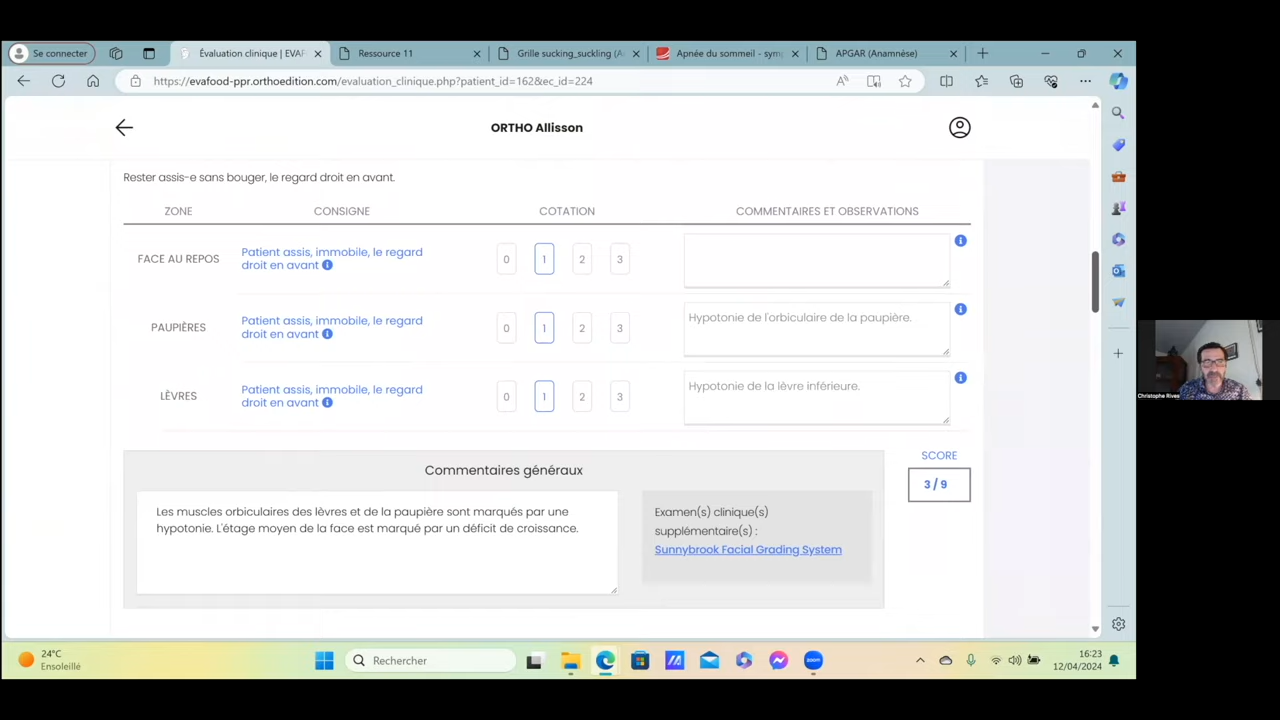 Se connecter
Évaluation clinique | EVAF
Ressource 11
Grille sucking_suckling (A
Apnée du sommeil - sym
APGAR (Anamnèse)
https://evafood-ppr.orthoedition.com/evaluation_clinique.php?patient_id=162&ec_id=224
ORTHO Allisson
Rester assis-e sans bouger, le regard droit en avant.
ZONE CONSIGNE COTATION COMMENTAIRES ET OBSERVATIONS
FACE AU REPOS
Patient assis, immobile, le regard
droit en avant
0 1 2 3
PAUPIÈRES
Patient assis, immobile, le regard
droit en avant
0 1 2 3
Hypotonie de l'orbiculaire de la paupière.
LÈVRES
Patient assis, immobile, le regard
droit en avant
0 1 2 3
Hypotonie de la lèvre inférieure.
Commentaires généraux
Les muscles orbiculaires des lèvres et de la paupière sont marqués par une
hypotonie. L'étage moyen de la face est marqué par un déficit de croissance.
Examen(s) clinique(s)
supplémentaire(s) :
Sunnybrook Facial Grading System
SCORE
3 / 9
Christophe Rives
24°C
Ensoleillé
Rechercher
zoom
16:23
12/04/2024